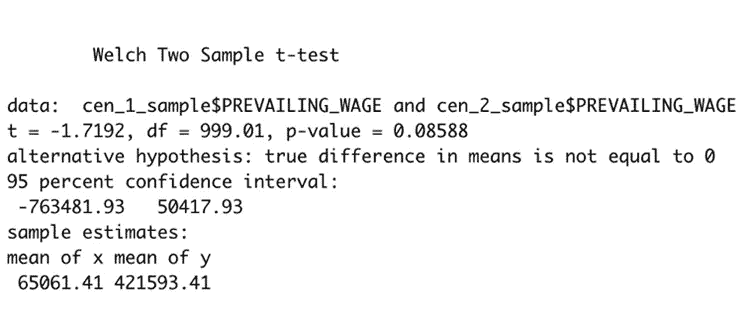 Welch Two Sample t-test
data:  cen_1_sample$PREVAILING_WAGE and cen_2_sample$PREVAILING_WAGE
t = -1.7192, df = 999.01, p-value = 0.08588
alternative hypothesis: true difference in means is not equal to 0
95 percent confidence interval:
 -763481.93   50417.93
sample estimates:
mean of x mean of y
 65061.41 421593.41